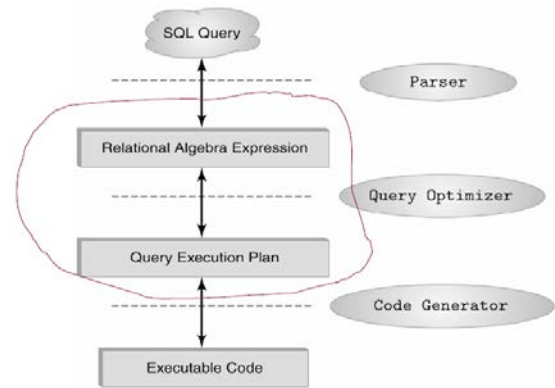 SQL Query
Parser
Relational Algebra Expression
Query Optimizer
Query Execution Plan
Code Generator
Executable Code